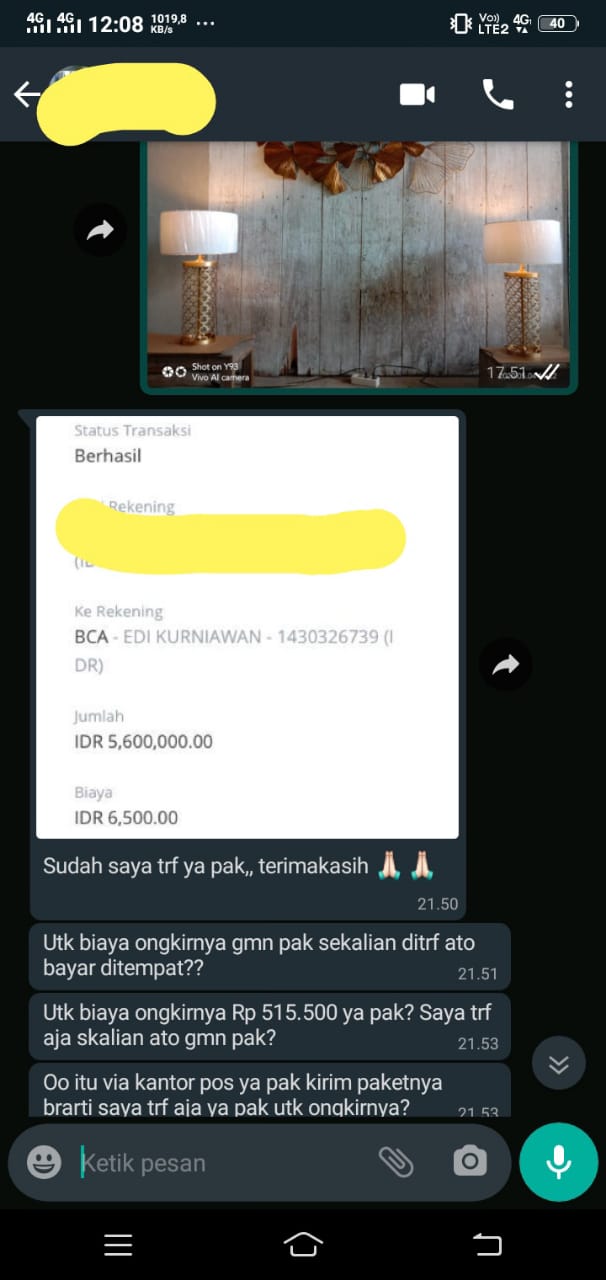 4G 4G 12:08 1019,8 KB/s ...
Vo)) LTE2 4G 40
Shot on Y93
Vivo AI camera
17.51
Status Transaksi
Berhasil
Rekening
Ke Rekening
BCA - EDI KURNIAWAN - 1430326739 (I
DR)
Jumlah
IDR 5,600,000.00
Biaya
IDR 6,500.00
Sudah saya trf ya pak,, terimakasih 🙏🏻 🙏🏻
21.50
Utk biaya ongkirnya gmn pak sekalian ditrf ato
bayar ditempat??
21.51
Utk biaya ongkirnya Rp 515.500 ya pak? Saya trf
aja skalian ato gmn pak?
21.53
Oo itu via kantor pos ya pak kirim paketnya
brarti saya trf aja ya pak utk ongkirnya?
21.53
Ketik pesan